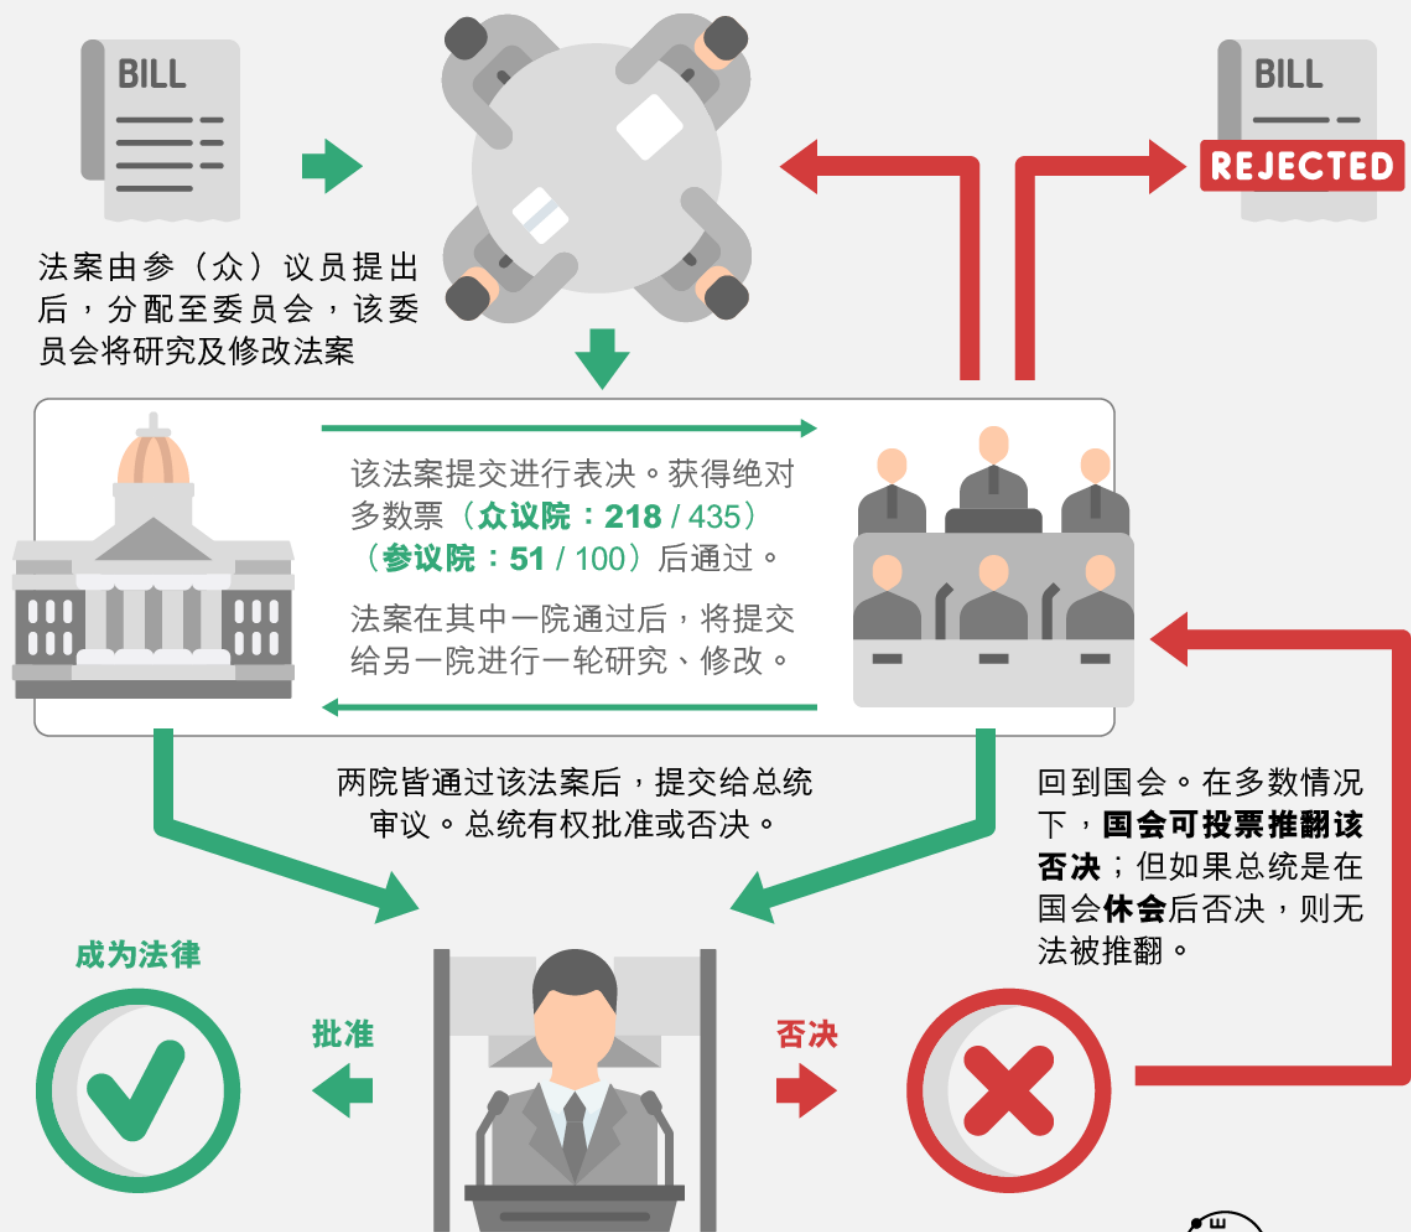 BILL
BILL
REJECTED
法案由参（众）议员提出
后，分配至委员会，该委
员会将研究及修改法案
该法案提交进行表决。获得绝对
多数票（众议院：218 / 435）
（参议院：51 / 100）后通过。
法案在其中一院通过后，将提交
给另一院进行一轮研究、修改。
两院皆通过该法案后，提交给总统
审议。总统有权批准或否决。
回到国会。在多数情况
下，国会可投票推翻该
否决；但如果总统是在
国会休会后否决，则无
法被推翻。
成为法律
批准
否决